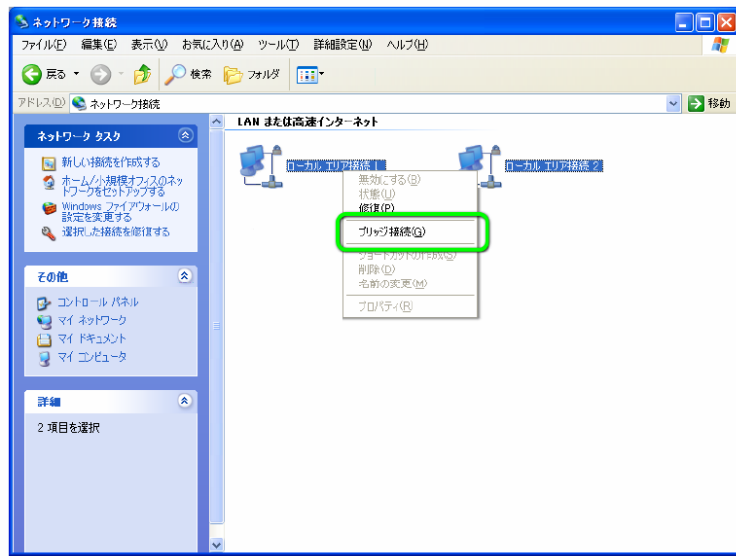 ネットワーク接続
ファイル(F) 編集(E) 表示(V) お気に入り(A) ツール(T) 詳細設定(N) ヘルプ(H)
戻る 検索 フォルダ
アドレス(D) ネットワーク接続 移動
ネットワーク タスク
新しい接続を作成する
ホーム/小規模オフィスのネッ
トワークをセットアップする
Windows ファイアウォールの
設定を変更する
選択した接続を修復する
その他
コントロール パネル
マイ ネットワーク
マイ ドキュメント
マイ コンピュータ
詳細
2 項目を選択
LAN または高速インターネット
ローカル エリア接続 1
ローカル エリア接続 2
無効にする(B)
状態(U)
修復(P)
ブリッジ接続(G)
ショートカットの作成(S)
削除(D)
名前の変更(M)
プロパティ(R)